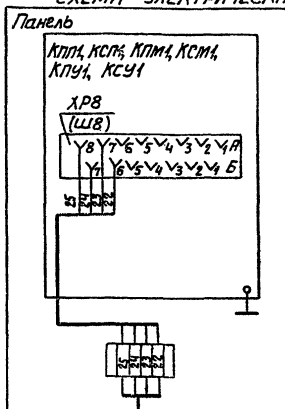 Панель
КПП1, КСП1, КПМ1, КСМ1,
КПУ1, КСУ1
ХР8
(Ш8)
8 7 6 5 4 3 2 1 А
7 6 5 4 3 2 1 Б
25 24 23 22
25 24 23 22